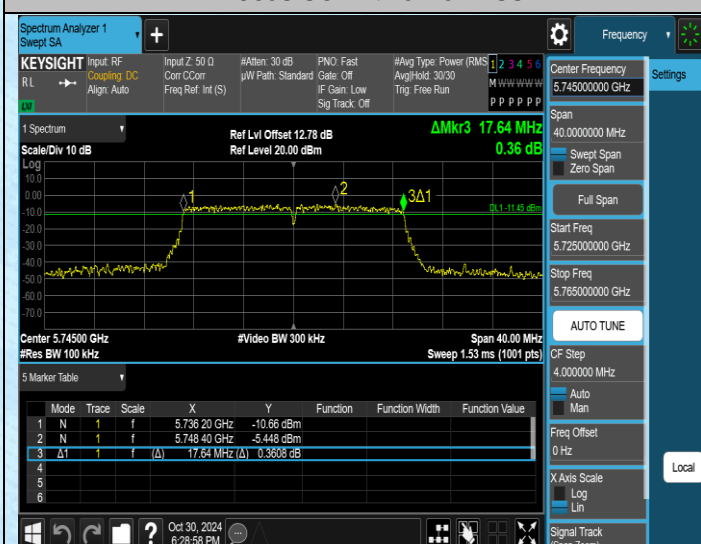 Spectrum Analyzer 1
Swept SA
Frequency
KEYSIGHT
RL
Input: RF
Coupling: DC
Align: Auto
Input Z: 50 Ω
Corr CCorr
Freq Ref: Int (S)
#Atten: 30 dB
µW Path: Standard
PNO: Fast
Gate: Off
IF Gain: Low
Sig Track: Off
#Avg Type: Power (RMS
Avg|Hold: 30/30
Trig: Free Run
1 2 3 4 5 6
M W W W W W
P P P P P P
LXI
1 Spectrum
Scale/Div 10 dB
Ref Lvl Offset 12.78 dB
Ref Level 20.00 dBm
ΔMkr3 17.64 MHz
0.36 dB
Log
10.0
0.00
-10.0
-20.0
-30.0
-40.0
-50.0
-60.0
-70.0
1
2
3Δ1
DL1 -11.45 dBm
Center 5.74500 GHz
#Video BW 300 kHz
Span 40.00 MHz
#Res BW 100 kHz
Sweep 1.53 ms (1001 pts)
5 Marker Table
Mode Trace Scale X Y Function Function Width Function Value
1 N 1 f 5.736 20 GHz -10.66 dBm
2 N 1 f 5.748 40 GHz -5.448 dBm
3 Δ1 1 f (Δ) 17.64 MHz (Δ) 0.3608 dB
4
5
6
Oct 30, 2024
6:28:58 PM
Center Frequency
5.745000000 GHz
Settings
Span
40.0000000 MHz
Swept Span
Zero Span
Full Span
Start Freq
5.725000000 GHz
Stop Freq
5.765000000 GHz
AUTO TUNE
CF Step
4.000000 MHz
Auto
Man
Freq Offset
0 Hz
Local
X Axis Scale
Log
Lin
Signal Track
(Span Zoom)